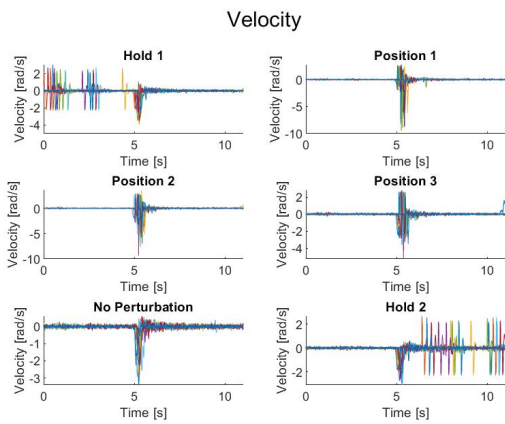 Velocity
Hold 1
Velocity [rad/s]
2
0
-2
-4
0 5 10
Time [s]
Position 1
Velocity [rad/s]
0
-5
-10
0 5 10
Time [s]
Position 2
Velocity [rad/s]
0
-5
-10
0 5 10
Time [s]
Position 3
Velocity [rad/s]
2
0
-2
-4
0 5 10
Time [s]
No Perturbation
Velocity [rad/s]
0
-1
-2
-3
0 5 10
Time [s]
Hold 2
Velocity [rad/s]
2
0
-2
0 5 10
Time [s]